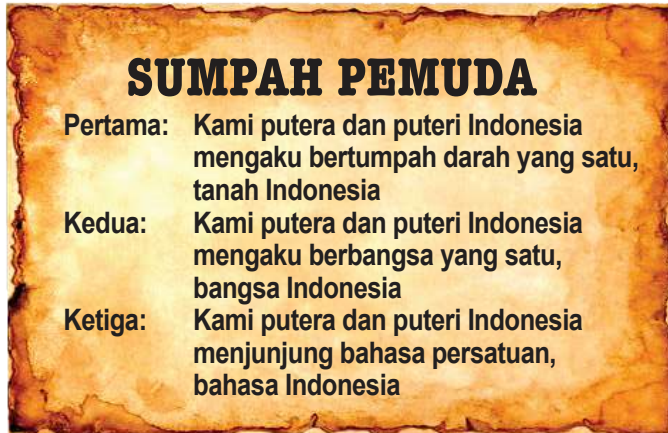 SUMPAH PEMUDA
Pertama: Kami putera dan puteri Indonesia
mengaku bertumpah darah yang satu,
tanah Indonesia
Kedua: Kami putera dan puteri Indonesia
mengaku berbangsa yang satu,
bangsa Indonesia
Ketiga: Kami putera dan puteri Indonesia
menjunjung bahasa persatuan,
bahasa Indonesia